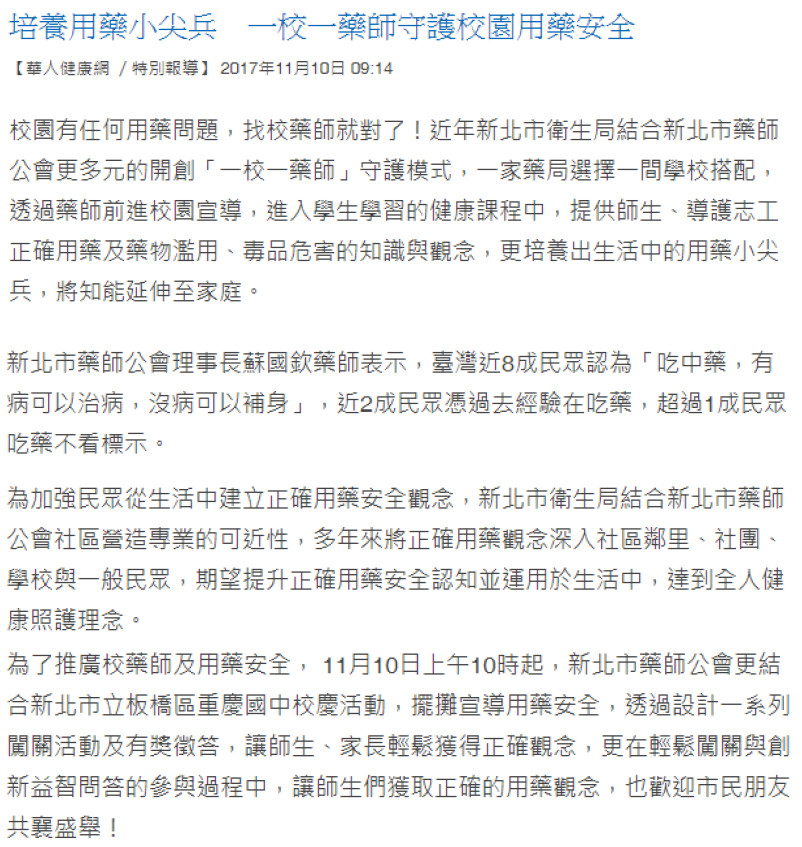 培養用藥小尖兵　一校一藥師守護校園用藥安全
【華人健康網 / 特別報導】 2017年11月10日 09:14
校園有任何用藥問題，找校藥師就對了！近年新北市衛生局結合新北市藥師
公會更多元的開創「一校一藥師」守護模式，一家藥局選擇一間學校搭配，
透過藥師前進校園宣導，進入學生學習的健康課程中，提供師生、導護志工
正確用藥及藥物濫用、毒品危害的知識與觀念，更培養出生活中的用藥小尖
兵，將知能延伸至家庭。
新北市藥師公會理事長蘇國欽藥師表示，臺灣近8成民眾認為「吃中藥，有
病可以治病，沒病可以補身」，近2成民眾憑過去經驗在吃藥，超過1成民眾
吃藥不看標示。
為加強民眾從生活中建立正確用藥安全觀念，新北市衛生局結合新北市藥師
公會社區營造專業的可近性，多年來將正確用藥觀念深入社區鄰里、社團、
學校與一般民眾，期望提升正確用藥安全認知並運用於生活中，達到全人健
康照護理念。
為了推廣校藥師及用藥安全， 11月10日上午10時起，新北市藥師公會更結
合新北市立板橋區重慶國中校慶活動，擺攤宣導用藥安全，透過設計一系列
闖關活動及有獎徵答，讓師生、家長輕鬆獲得正確觀念，更在輕鬆闖關與創
新益智問答的參與過程中，讓師生們獲取正確的用藥觀念，也歡迎市民朋友
共襄盛舉！